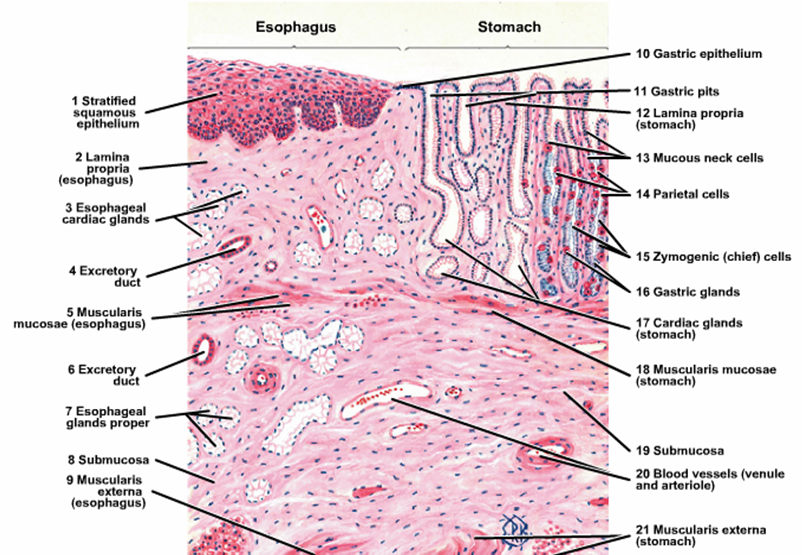 Esophagus
Stomach
1 Stratified
squamous
epithelium
2 Lamina
propria
(esophagus)
3 Esophageal
cardiac glands
4 Excretory
duct
5 Muscularis
mucosae (esophagus)
6 Excretory
duct
7 Esophageal
glands proper
8 Submucosa
9 Muscularis
externa
(esophagus)
10 Gastric epithelium
11 Gastric pits
12 Lamina propria
(stomach)
13 Mucous neck cells
14 Parietal cells
15 Zymogenic (chief) cells
16 Gastric glands
17 Cardiac glands
(stomach)
18 Muscularis mucosae
(stomach)
19 Submucosa
20 Blood vessels (venule
and arteriole)
21 Muscularis externa
(stomach)